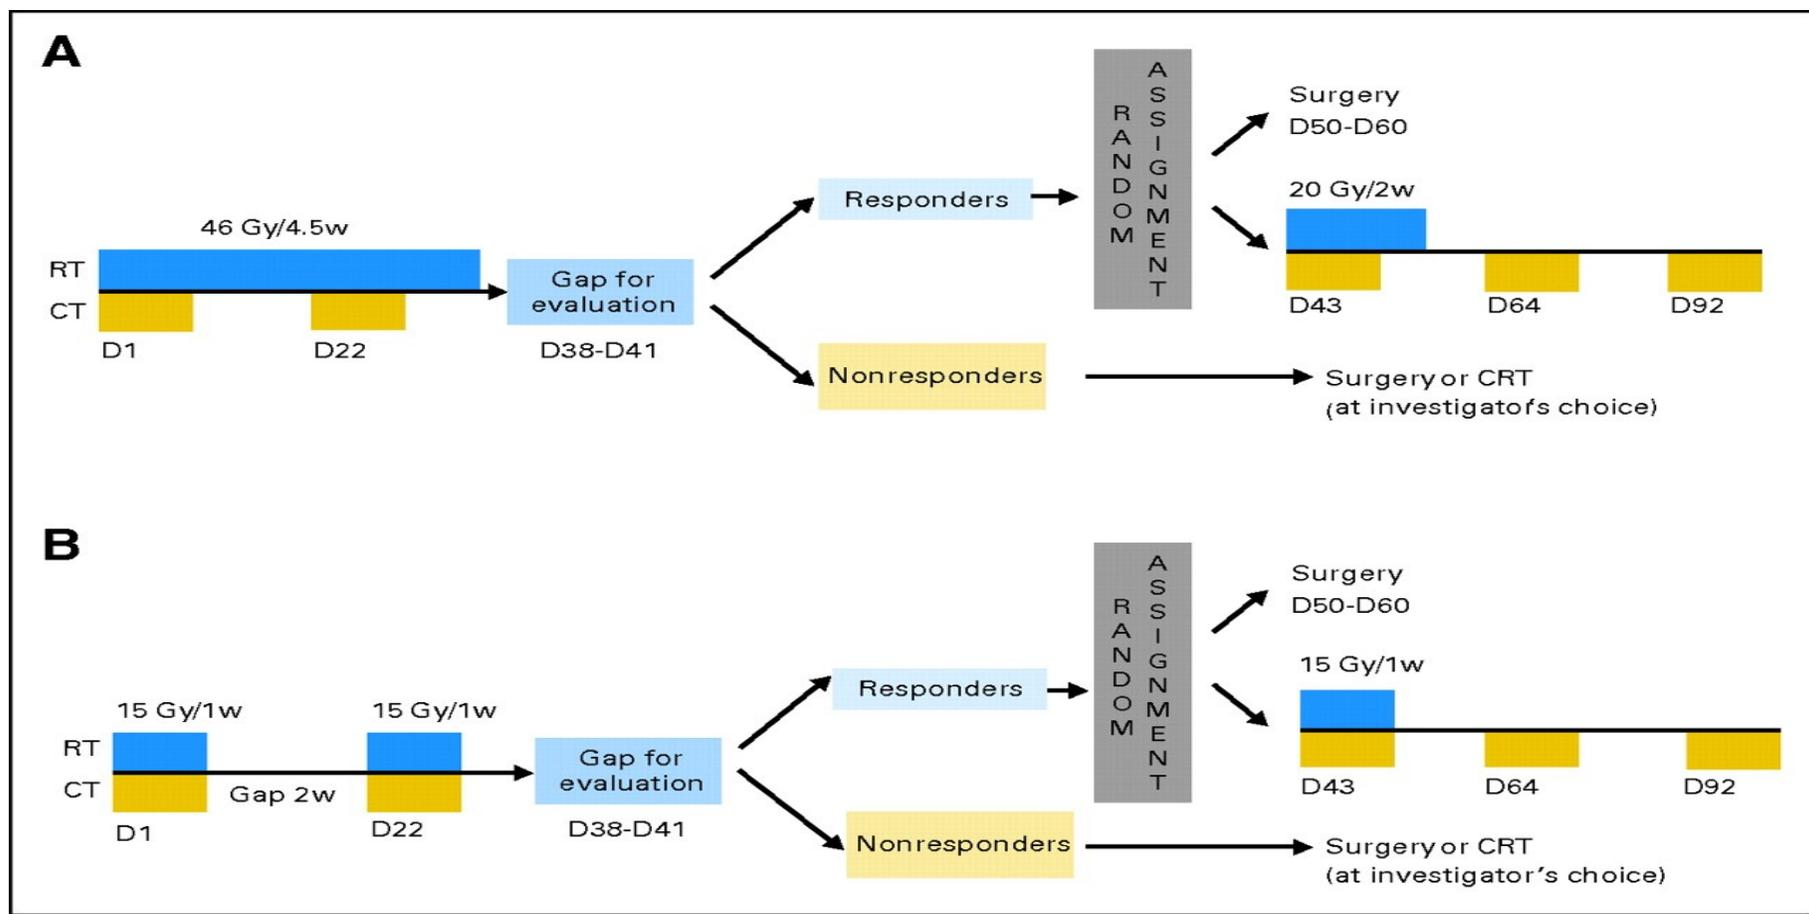 A
46 Gy/4.5w
RT
CT
D1
D22
Gap for
evaluation
D38-D41
Responders
Nonresponders
RANDOM
ASSIGNMENT
Surgery
D50-D60
20 Gy/2w
D43
D64
D92
Surgery or CRT
(at investigator's choice)
B
15 Gy/1w
15 Gy/1w
RT
CT
Gap 2w
D1
D22
Gap for
evaluation
D38-D41
Responders
Nonresponders
RANDOM
ASSIGNMENT
Surgery
D50-D60
15 Gy/1w
D43
D64
D92
Surgery or CRT
(at investigator's choice)